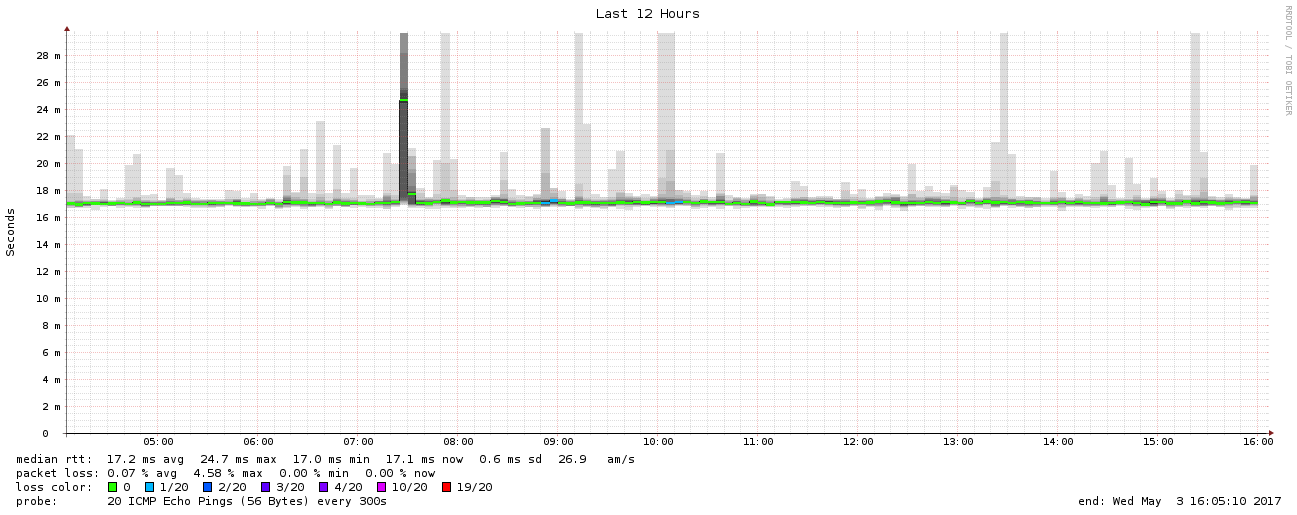 Last 12 Hours
RRDTOOL / TOBI OETIKER
Seconds
28 m
26 m
24 m
22 m
20 m
18 m
16 m
14 m
12 m
10 m
8 m
6 m
4 m
2 m
0
05:00 06:00 07:00 08:00 09:00 10:00 11:00 12:00 13:00 14:00 15:00 16:00
median rtt: 17.2 ms avg 24.7 ms max 17.0 ms min 17.1 ms now 0.6 ms sd 26.9 am/s
packet loss: 0.07 % avg 4.58 % max 0.00 % min 0.00 % now
loss color: 0 1/20 2/20 3/20 4/20 10/20 19/20
probe: 20 ICMP Echo Pings (56 Bytes) every 300s end: Wed May 3 16:05:10 2017